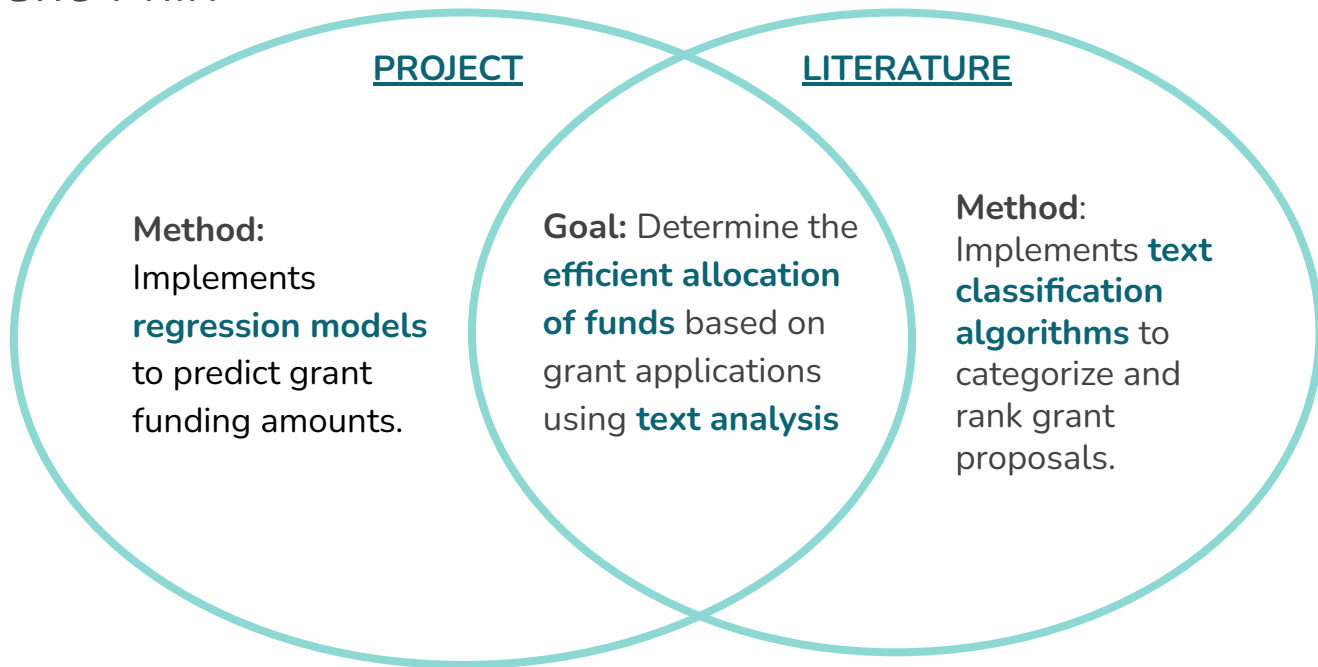 PROJECT
LITERATURE
Method:
Implements
regression models
to predict grant
funding amounts.
Goal: Determine the
efficient allocation
of funds based on
grant applications
using text analysis
Method:
Implements text
classification
algorithms to
categorize and
rank grant
proposals.